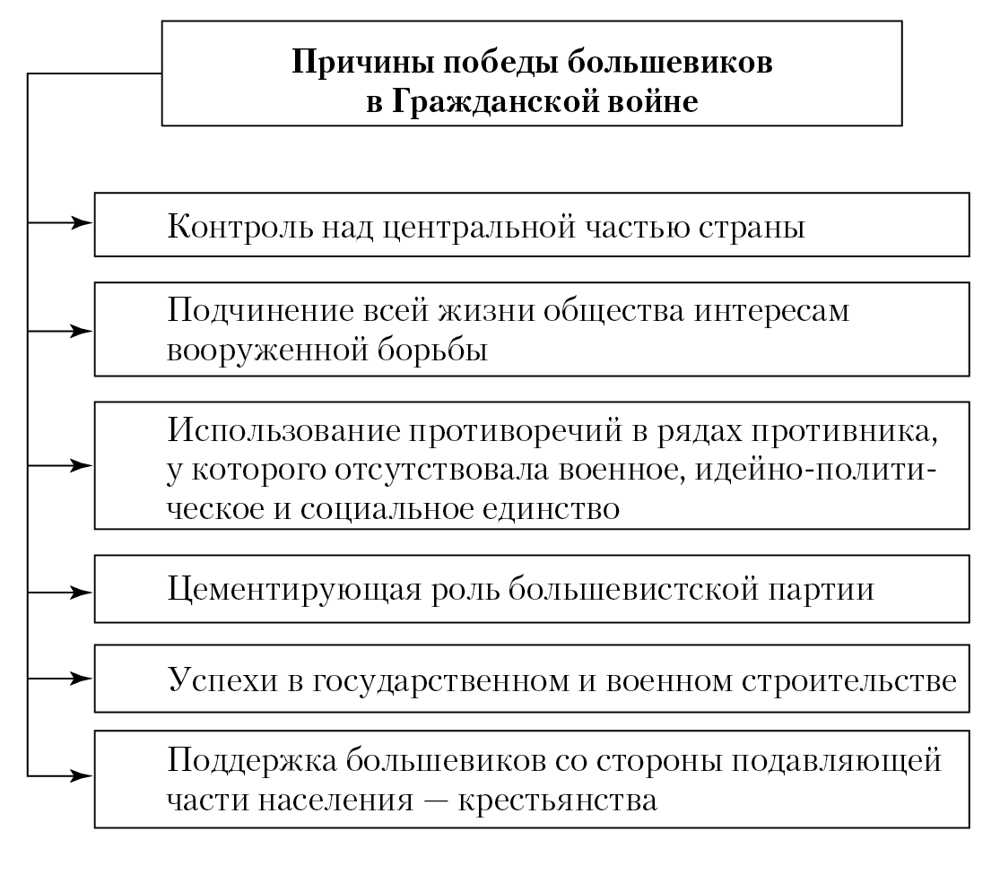 Причины победы большевиков
в Гражданской войне
Контроль над центральной частью страны
Подчинение всей жизни общества интересам
вооруженной борьбы
Использование противоречий в рядах противника,
у которого отсутствовала военное, идейно-полити-
ческое и социальное единство
Цементирующая роль большевистской партии
Успехи в государственном и военном строительстве
Поддержка большевиков со стороны подавляющей
части населения — крестьянства